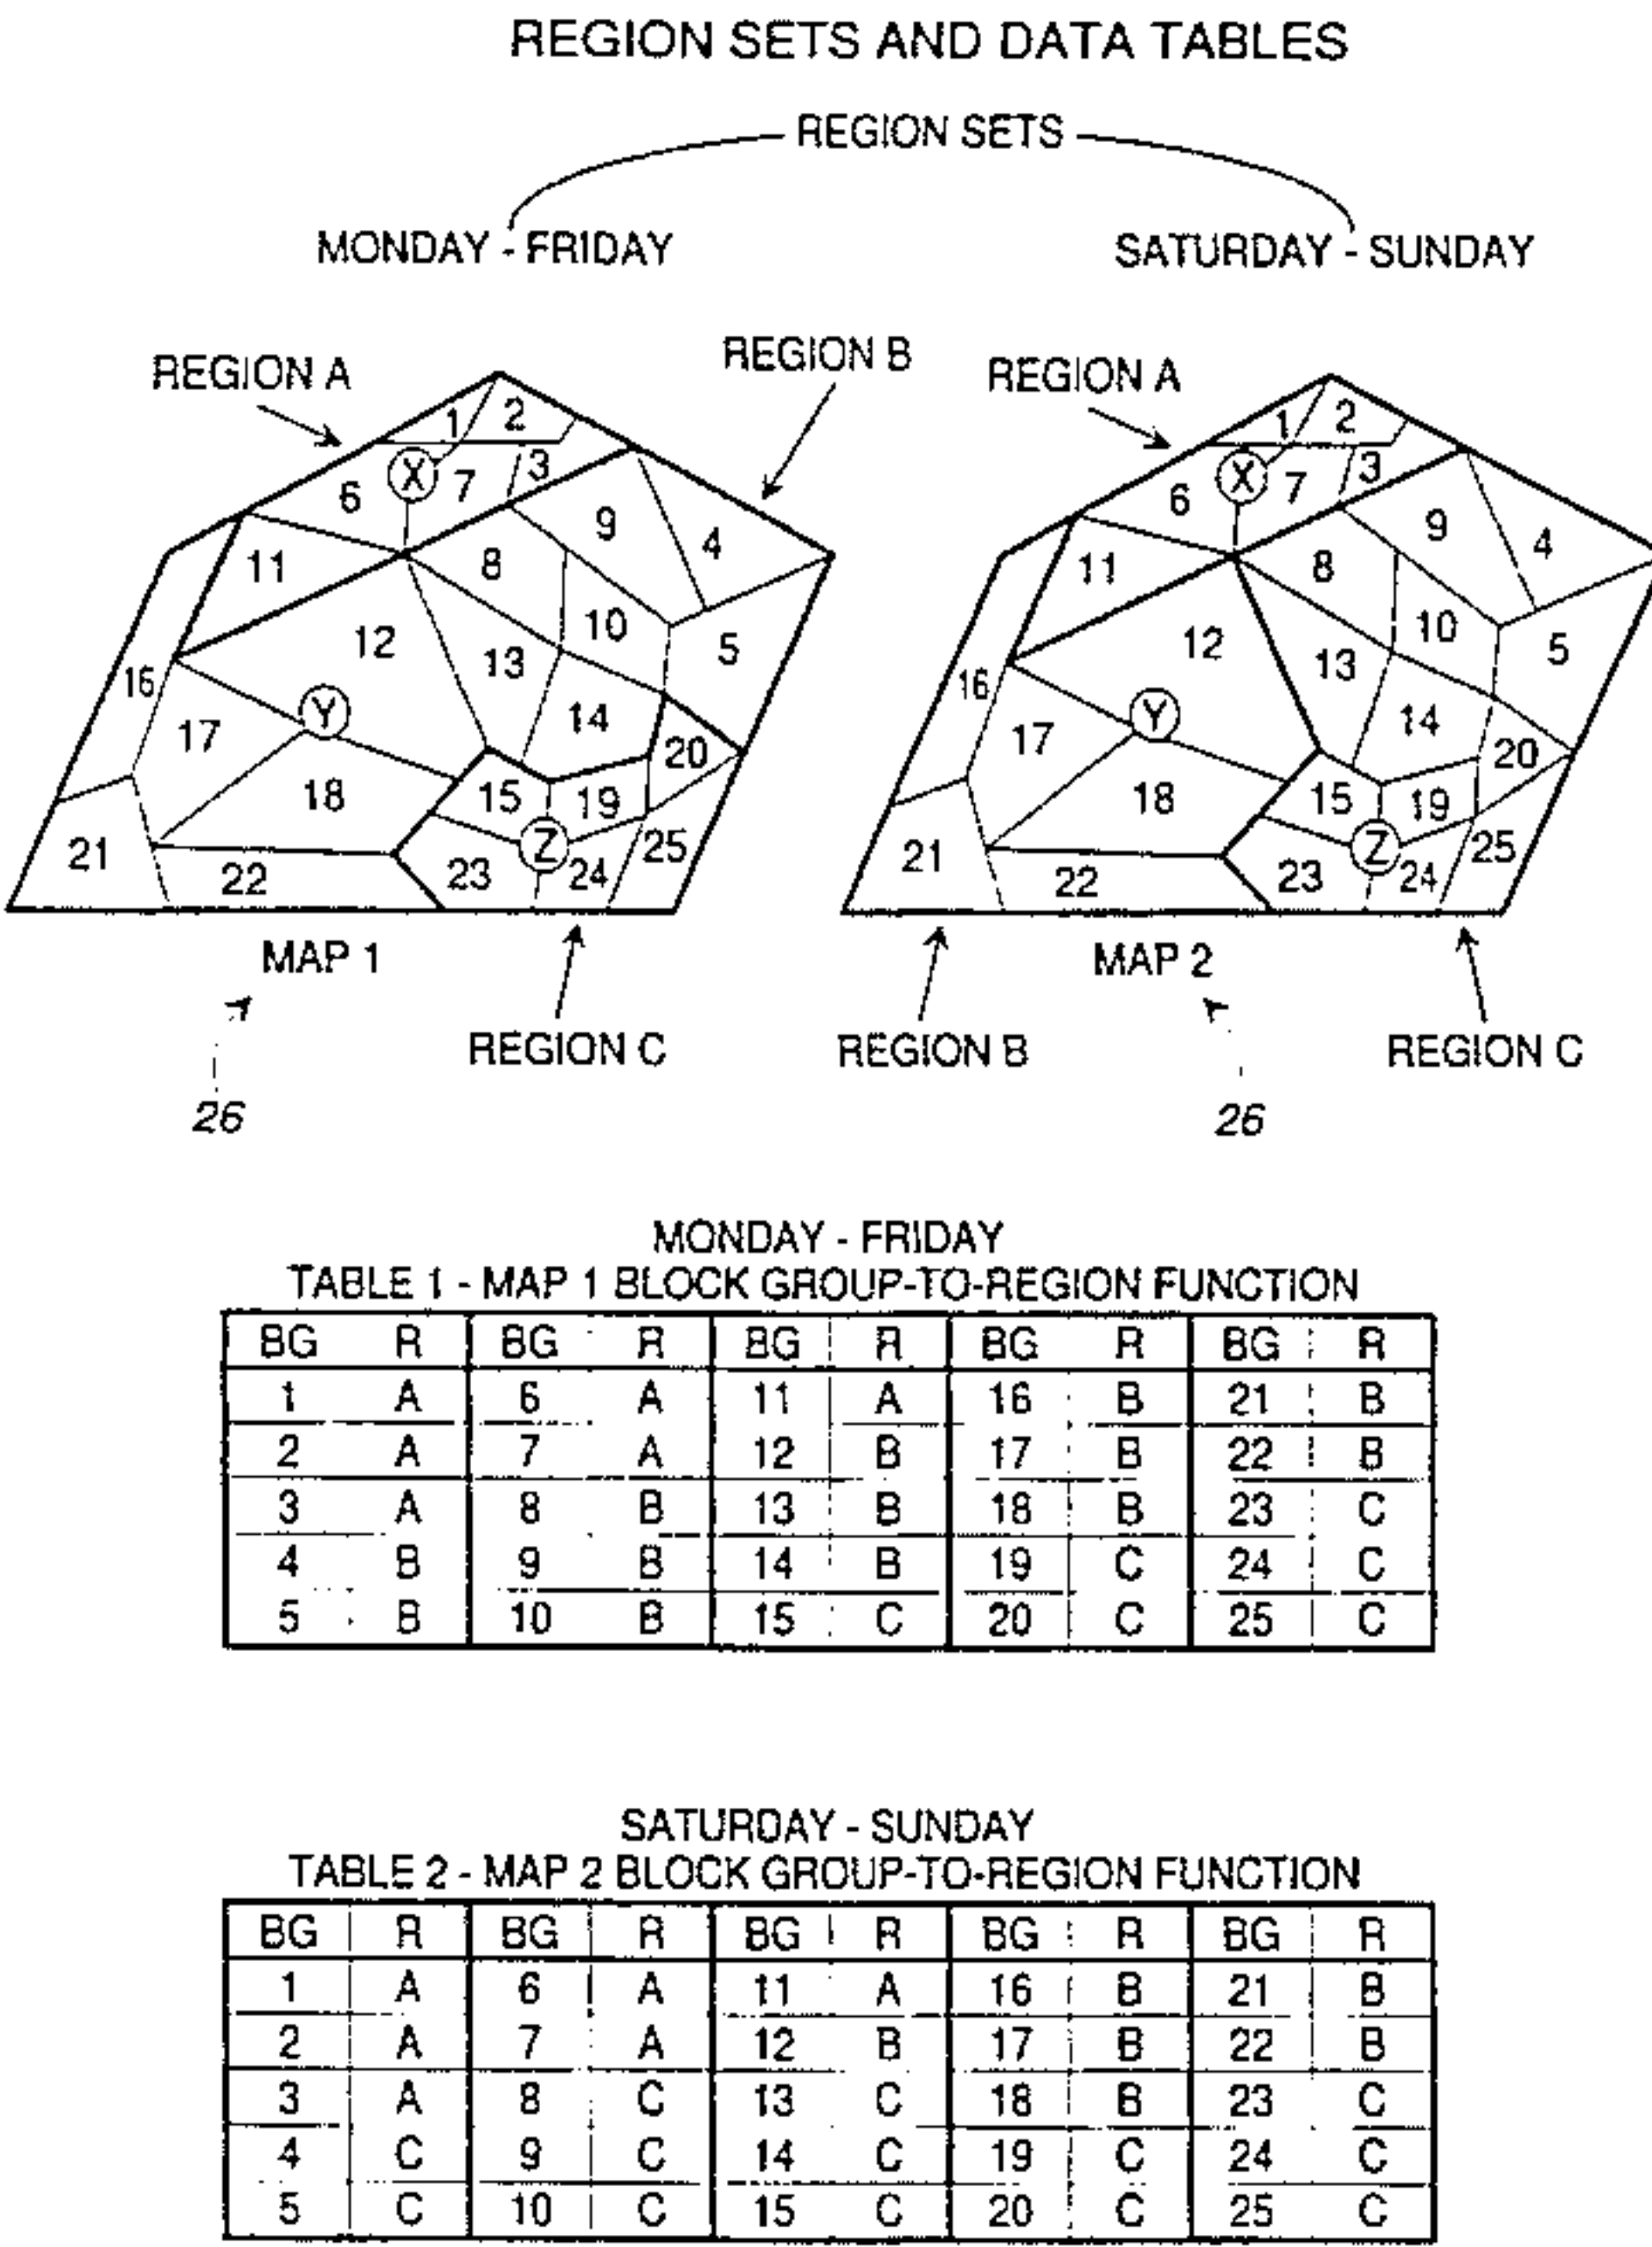 REGION SETS AND DATA TABLES
REGION SETS
MONDAY - FRIDAY
SATURDAY - SUNDAY
REGION A
REGION B
1 2
X 7 3
6
9 4
11 8
10
12 13 5
16
Y 14
17 20
18 15 19
21 Z 25
22 23 24
MAP 1
REGION C
26
REGION A
1 2
X 7 3
6
9 4
11 8
10
12 13 5
16
Y 14
17 20
18 15 19
21 Z 25
22 23 24
MAP 2
REGION B
REGION C
26
MONDAY - FRIDAY
TABLE 1 - MAP 1 BLOCK GROUP-TO-REGION FUNCTION
BG R BG R BG R BG R BG R
1 A 6 A 11 A 16 B 21 B
2 A 7 A 12 B 17 B 22 B
3 A 8 B 13 B 18 B 23 C
4 B 9 B 14 B 19 C 24 C
5 B 10 B 15 C 20 C 25 C
SATURDAY - SUNDAY
TABLE 2 - MAP 2 BLOCK GROUP-TO-REGION FUNCTION
BG R BG R BG R BG R BG R
1 A 6 A 11 A 16 B 21 B
2 A 7 A 12 B 17 B 22 B
3 A 8 C 13 C 18 B 23 C
4 C 9 C 14 C 19 C 24 C
5 C 10 C 15 C 20 C 25 C